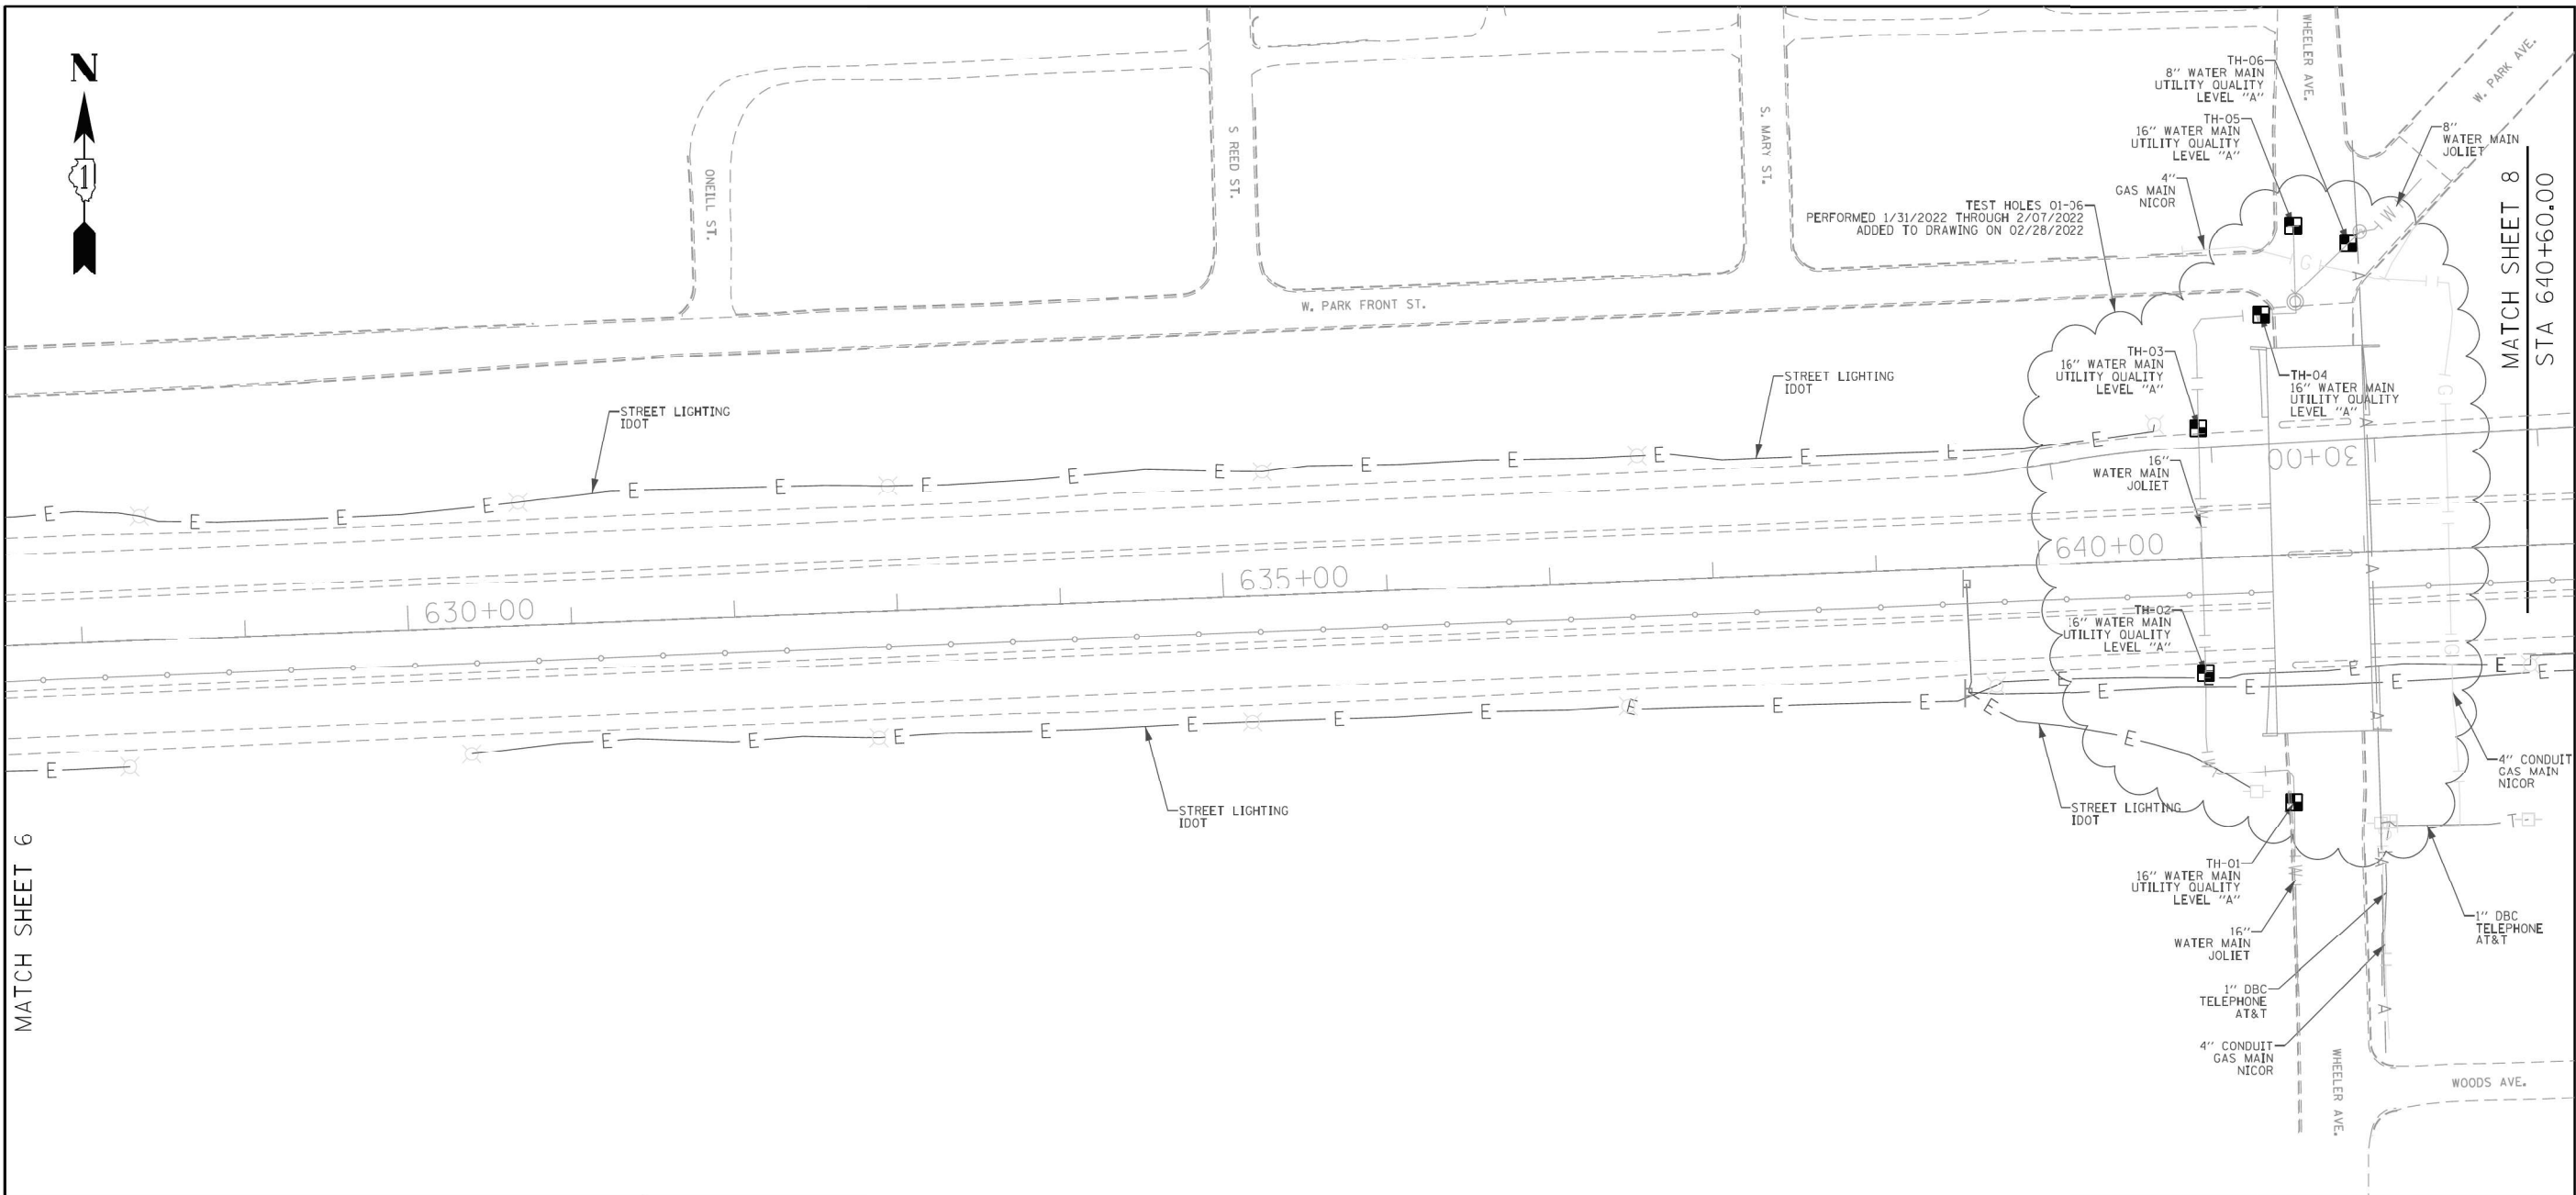 N
1
ONEILL ST.
S REED ST.
S. MARY ST.
WHEELER AVE.
W. PARK AVE.
TH-06
8" WATER MAIN
UTILITY QUALITY
LEVEL "A"
TH-05
16" WATER MAIN
UTILITY QUALITY
LEVEL "A"
8"
WATER MAIN
JOLIET
4"
GAS MAIN
NICOR
TEST HOLES 01-06
PERFORMED 1/31/2022 THROUGH 2/07/2022
ADDED TO DRAWING ON 02/28/2022
MATCH SHEET 8
STA 640+60.00
W. PARK FRONT ST.
TH-03
16" WATER MAIN
UTILITY QUALITY
LEVEL "A"
TH-04
16" WATER MAIN
UTILITY QUALITY
LEVEL "A"
STREET LIGHTING
IDOT
STREET LIGHTING
IDOT
30+00
16"
WATER MAIN
JOLIET
630+00
635+00
640+00
TH-02
16" WATER MAIN
UTILITY QUALITY
LEVEL "A"
STREET LIGHTING
IDOT
STREET LIGHTING
IDOT
4" CONDUIT
GAS MAIN
NICOR
TH-01
16" WATER MAIN
UTILITY QUALITY
LEVEL "A"
16"
WATER MAIN
JOLIET
1" DBC
TELEPHONE
AT&T
1" DBC
TELEPHONE
AT&T
4" CONDUIT
GAS MAIN
NICOR
MATCH SHEET 6
WHEELER AVE.
WOODS AVE.
E E E E E E E E E E E E E E E
E E E E E E E E E E E
E E E E E E E E
E E
W W W
G G G
A A A A A A
T